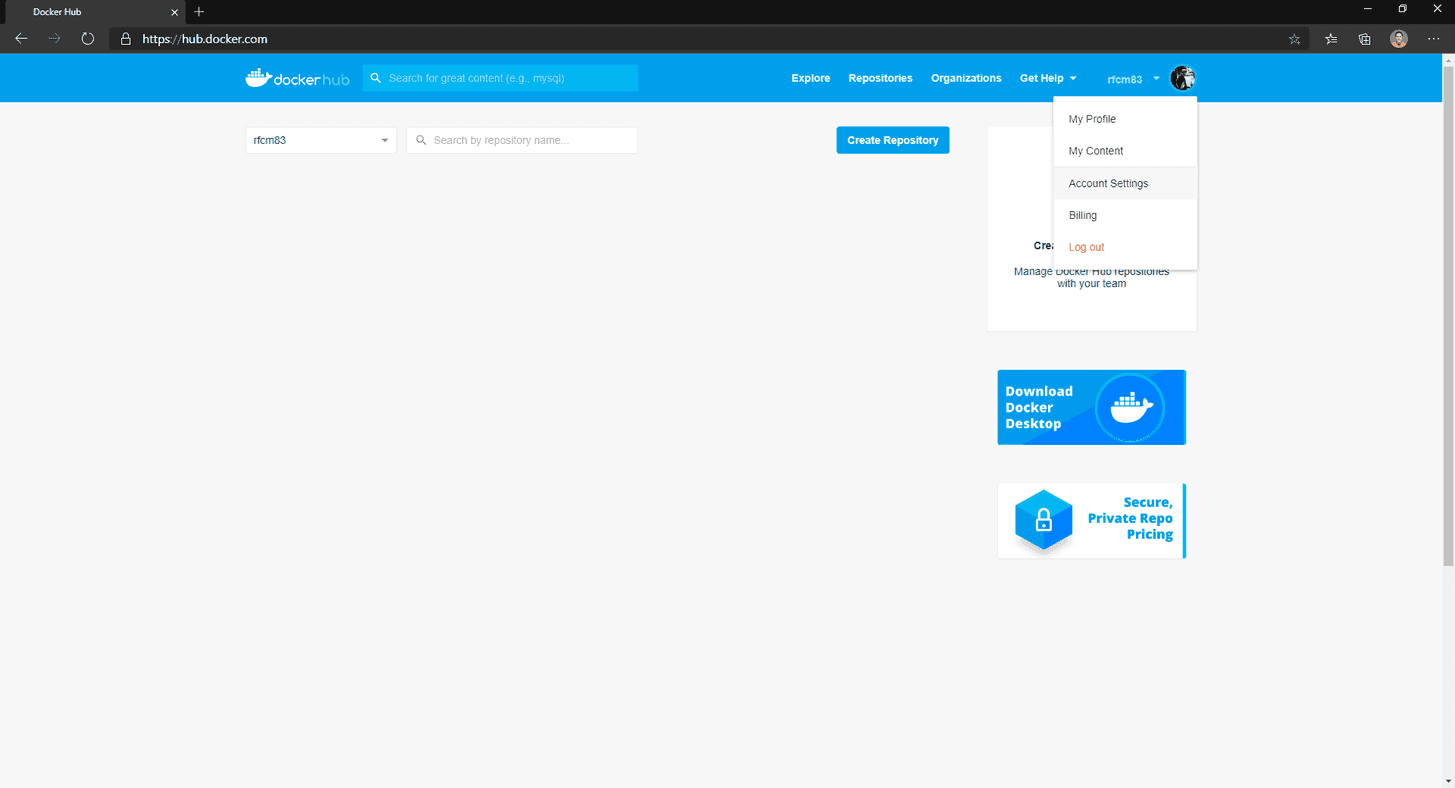 Docker Hub
https://hub.docker.com
docker hub
Search for great content (e.g., mysql)
Explore
Repositories
Organizations
Get Help
rfcm83
My Profile
My Content
Account Settings
Billing
Log out
rfcm83
Search by repository name...
Create Repository
Crea
Manage Docker Hub repositories
with your team
Download
Docker
Desktop
Secure,
Private Repo
Pricing